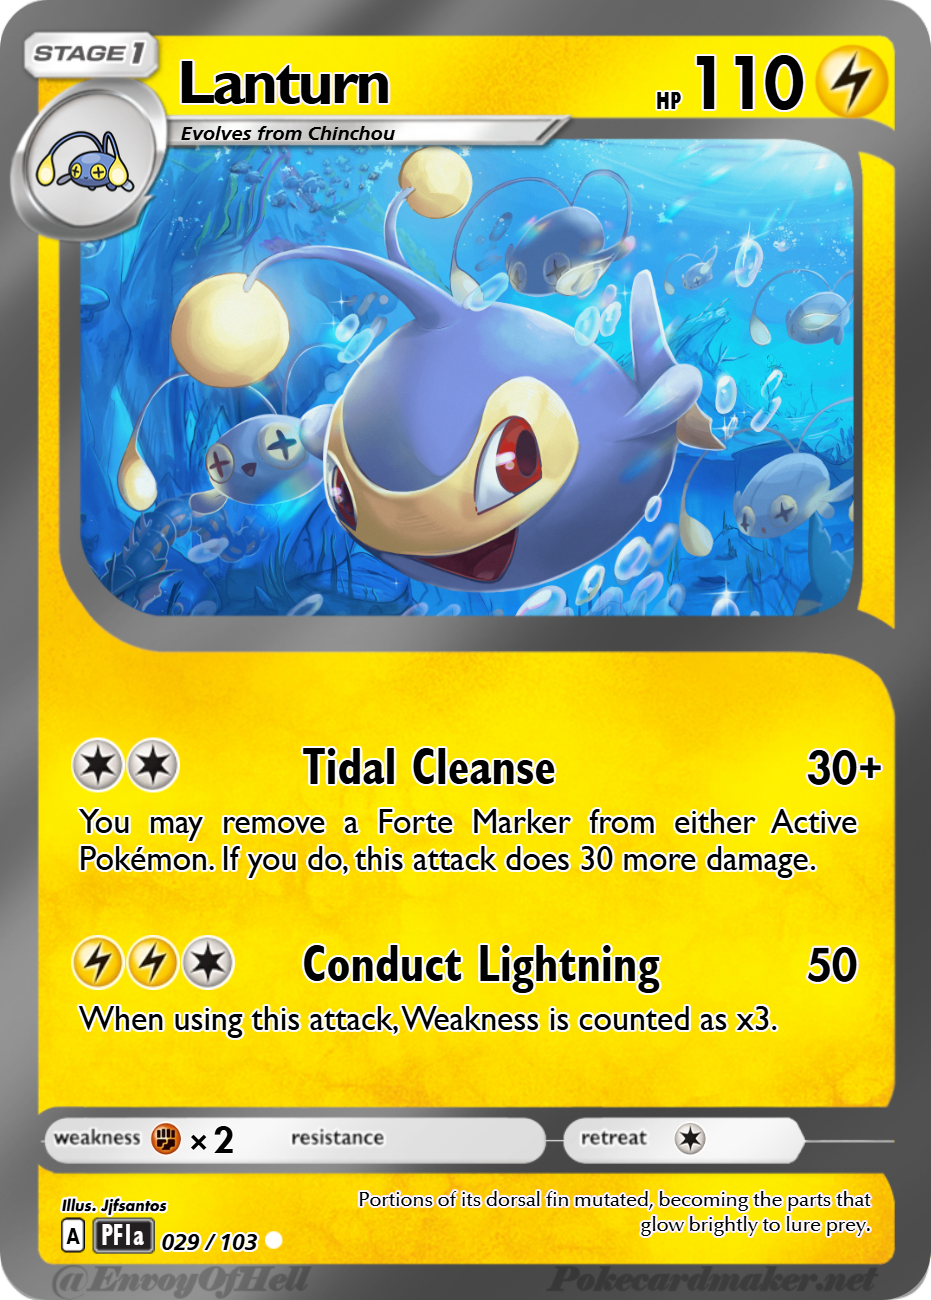 STAGE 1
Lanturn
HP 110
Evolves from Chinchou
Tidal Cleanse 30+
You may remove a Forte Marker from either Active
Pokémon. If you do, this attack does 30 more damage.
Conduct Lightning 50
When using this attack, Weakness is counted as x3.
weakness × 2 resistance retreat
Illus. Jjfsantos
Portions of its dorsal fin mutated, becoming the parts that
glow brightly to lure prey.
A PF1a 029 / 103
@EnvoyOfHell Pokecardmaker.net